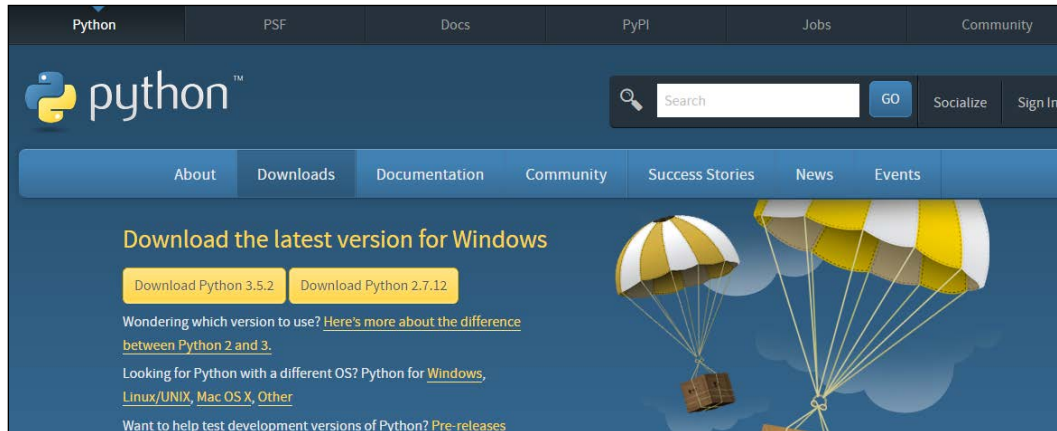 Python PSF Docs PyPI Jobs Community
python™
Search GO Socialize Sign In
About Downloads Documentation Community Success Stories News Events
Download the latest version for Windows
Download Python 3.5.2 Download Python 2.7.12
Wondering which version to use? Here's more about the difference
between Python 2 and 3.
Looking for Python with a different OS? Python for Windows,
Linux/UNIX, Mac OS X, Other
Want to help test development versions of Python? Pre-releases